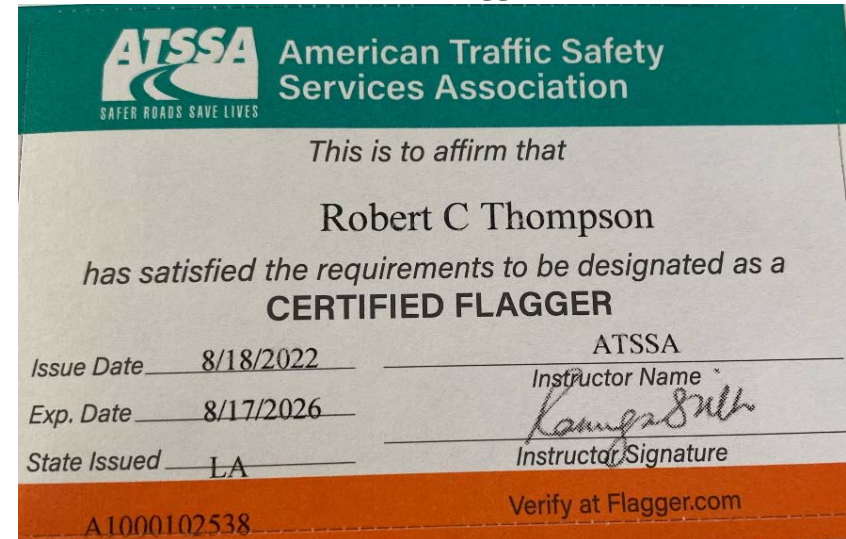 ATSSA
SAFER ROADS SAVE LIVES
American Traffic Safety
Services Association
This is to affirm that
Robert C Thompson
has satisfied the requirements to be designated as a
CERTIFIED FLAGGER
Issue Date 8/18/2022
ATSSA
Instructor Name
Exp. Date 8/17/2026
Instructor Signature
State Issued LA
Verify at Flagger.com
A1000102538